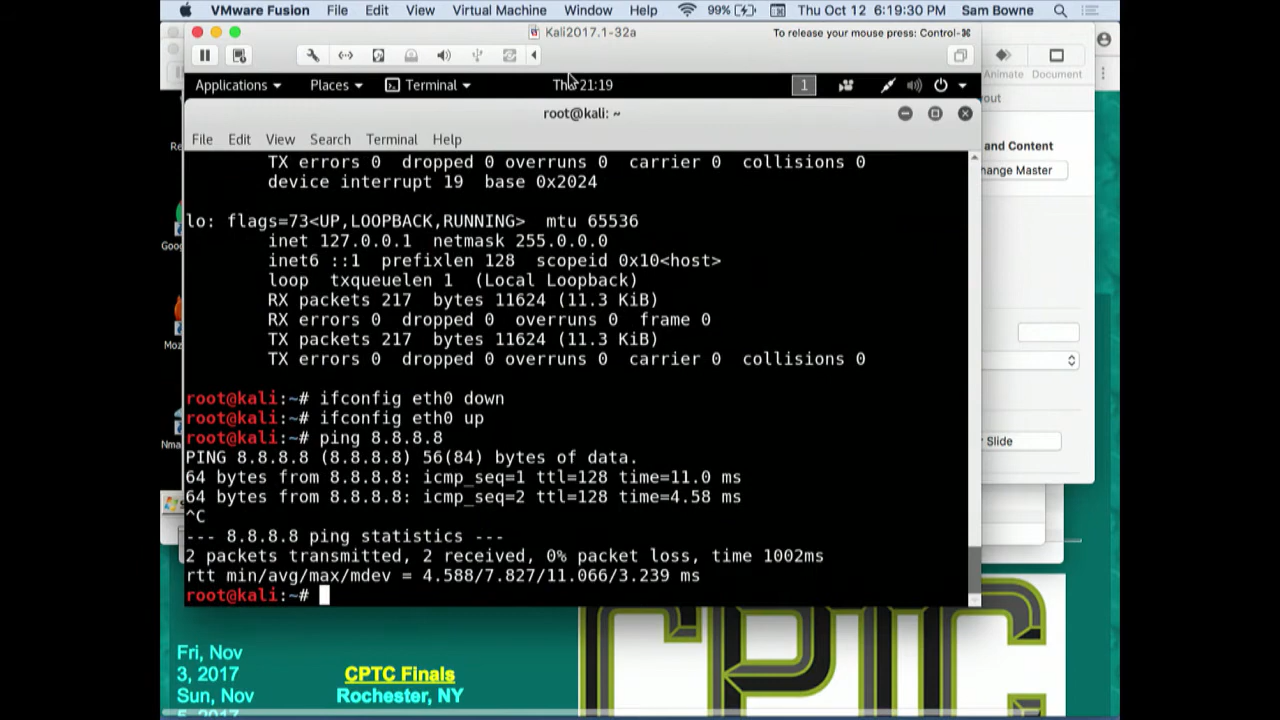 VMware Fusion File Edit View Virtual Machine Window Help 99% Thu Oct 12 6:19:30 PM Sam Bowne
Kali2017.1-32a To release your mouse press: Control-⌘
Animate Document
Applications Places Terminal Thu 21:19 1
root@kali: ~
File Edit View Search Terminal Help
and Content
TX errors 0 dropped 0 overruns 0 carrier 0 collisions 0
device interrupt 19 base 0x2024
lo: flags=73<UP,LOOPBACK,RUNNING> mtu 65536
inet 127.0.0.1 netmask 255.0.0.0
inet6 ::1 prefixlen 128 scopeid 0x10<host>
loop txqueuelen 1 (Local Loopback)
RX packets 217 bytes 11624 (11.3 KiB)
RX errors 0 dropped 0 overruns 0 frame 0
TX packets 217 bytes 11624 (11.3 KiB)
TX errors 0 dropped 0 overruns 0 carrier 0 collisions 0
root@kali:~# ifconfig eth0 down
root@kali:~# ifconfig eth0 up
root@kali:~# ping 8.8.8.8
PING 8.8.8.8 (8.8.8.8) 56(84) bytes of data.
64 bytes from 8.8.8.8: icmp_seq=1 ttl=128 time=11.0 ms
64 bytes from 8.8.8.8: icmp_seq=2 ttl=128 time=4.58 ms
^C
--- 8.8.8.8 ping statistics ---
2 packets transmitted, 2 received, 0% packet loss, time 1002ms
rtt min/avg/max/mdev = 4.588/7.827/11.066/3.239 ms
root@kali:~#
Master
Slide
Fri, Nov
3, 2017
Sun, Nov
CPTC Finals
Rochester, NY
CPTC